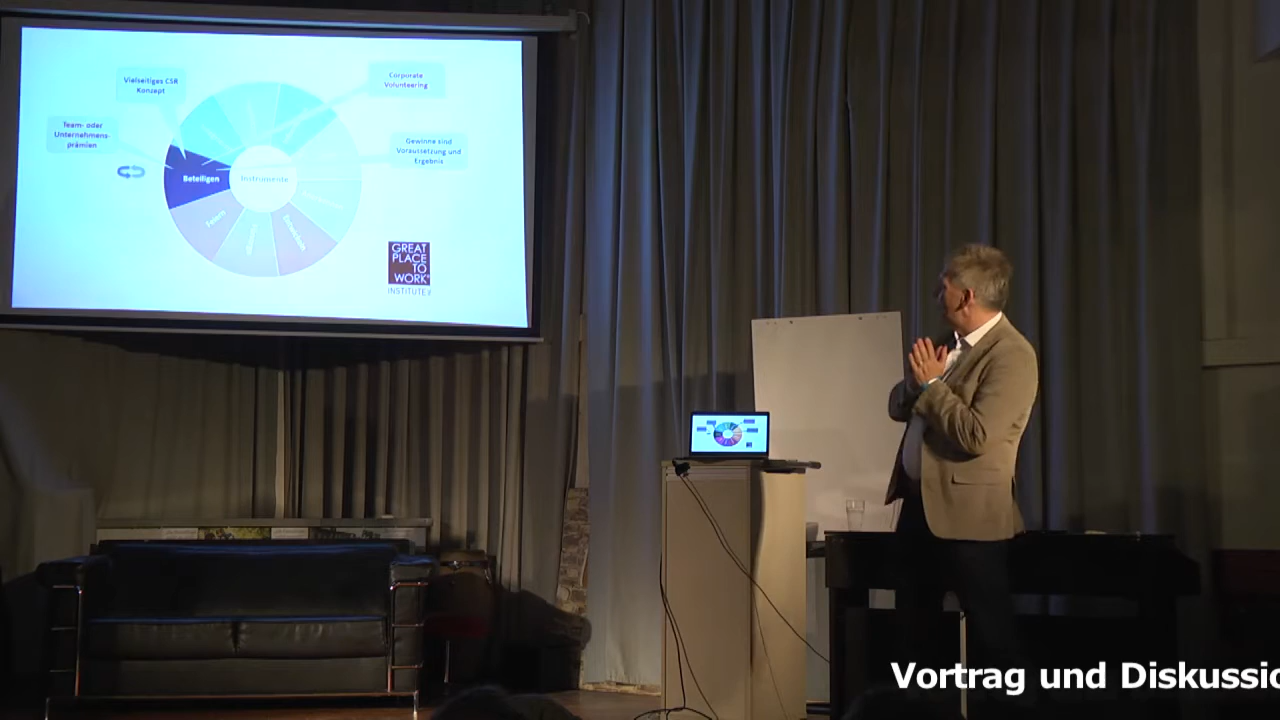 Vielseitiges CSR
Konzept
Corporate
Volunteering
Team- oder
Unternehmens-
prämien
Gewinne sind
Voraussetzung und
Ergebnis
Beteiligen
Instrumente
Feiern
GREAT
PLACE
TO
WORK®
INSTITUTE
Vortrag und Diskussio